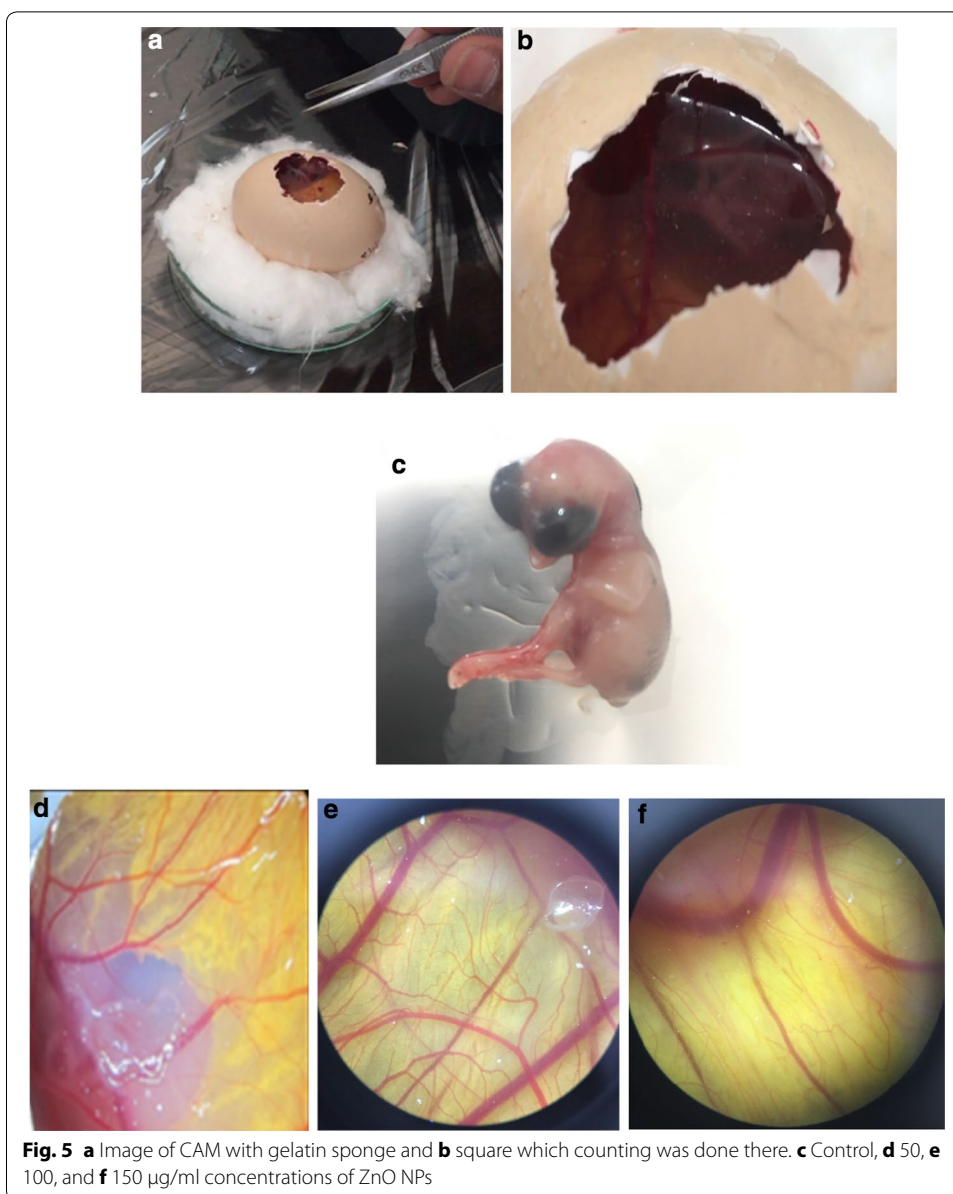 a
b
c
d
e
f
Fig. 5 a Image of CAM with gelatin sponge and b square which counting was done there. c Control, d 50, e
100, and f 150 µg/ml concentrations of ZnO NPs